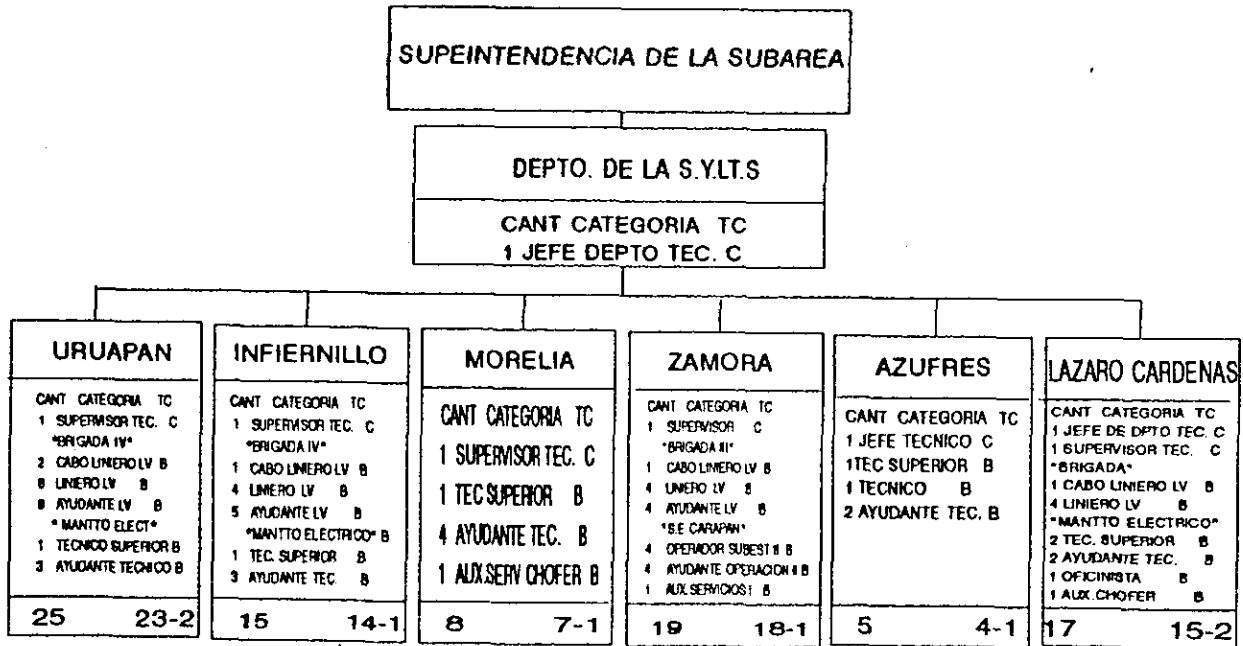 SUPEINTENDENCIA DE LA SUBAREA
DEPTO. DE LA S.Y.LT.S
CANT CATEGORIA TC
1 JEFE DEPTO TEC. C
URUAPAN
CANT CATEGORIA TC
1 SUPERVISOR TEC. C
*BRIGADA IV*
2 CABO LINIERO LV B
8 LINIERO LV B
8 AYUDANTE LV B
* MANTTO ELECT*
1 TECNICO SUPERIOR B
3 AYUDANTE TECNICO B
25 23-2
INFIERNILLO
CANT CATEGORIA TC
1 SUPERVISOR TEC. C
*BRIGADA IV*
1 CABO LINIERO LV B
4 LINIERO LV B
5 AYUDANTE LV B
*MANTTO ELECTRICO* B
1 TEC. SUPERIOR B
3 AYUDANTE TEC. B
15 14-1
MORELIA
CANT CATEGORIA TC
1 SUPERVISOR TEC. C
1 TEC SUPERIOR B
4 AYUDANTE TEC. B
1 AUX.SERV CHOFER B
8 7-1
ZAMORA
CANT CATEGORIA TC
1 SUPERVISOR C
*BRIGADA III*
1 CABO LINIERO LV B
4 LINIERO LV B
4 AYUDANTE LV B
*S.E CARAPAN*
4 OPERADOR SUBEST II B
4 AYUDANTE OPERACION II B
1 AUX SERVICIOS I B
19 18-1
AZUFRES
CANT CATEGORIA TC
1 JEFE TECNICO C
1TEC SUPERIOR B
1 TECNICO B
2 AYUDANTE TEC. B
5 4-1
LAZARO CARDENAS
CANT CATEGORIA TC
1 JEFE DE DPTO TEC. C
1 SUPERVISOR TEC. C
*BRIGADA*
1 CABO LINIERO LV B
4 LINIERO LV B
*MANTTO ELECTRICO*
2 TEC. SUPERIOR B
2 AYUDANTE TEC. B
1 OFICINISTA B
1 AUX.CHOFER B
17 15-2